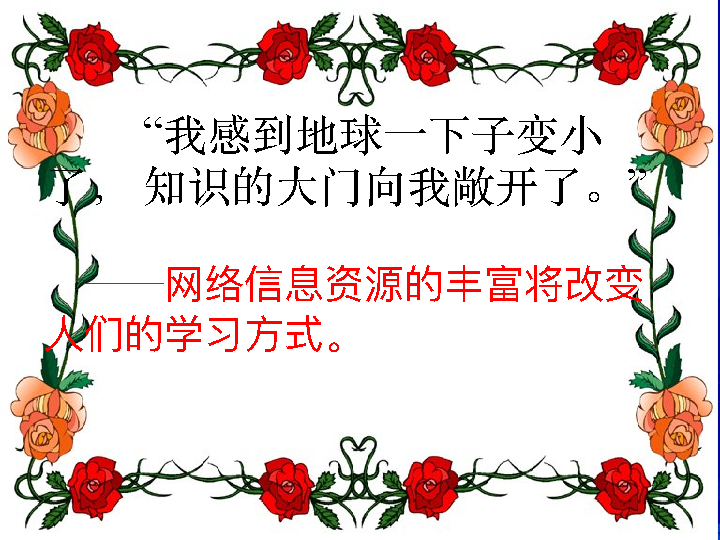 “我感到地球一下子变小
了， 知识的大门向我敞开了。”
——网络信息资源的丰富将改变
人们的学习方式。